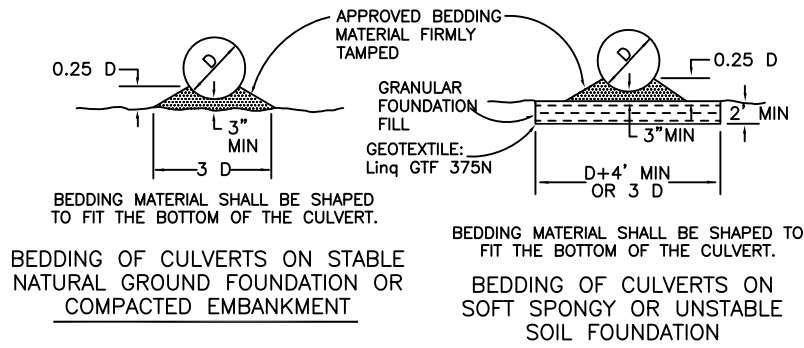 APPROVED BEDDING
MATERIAL FIRMLY
TAMPED
D
0.25 D
3"
MIN
3 D
BEDDING MATERIAL SHALL BE SHAPED
TO FIT THE BOTTOM OF THE CULVERT.
BEDDING OF CULVERTS ON STABLE
NATURAL GROUND FOUNDATION OR
COMPACTED EMBANKMENT
D
0.25 D
GRANULAR
FOUNDATION
FILL
2' MIN
3"MIN
GEOTEXTILE:
Linq GTF 375N
D+4' MIN
OR 3 D
BEDDING MATERIAL SHALL BE SHAPED TO
FIT THE BOTTOM OF THE CULVERT.
BEDDING OF CULVERTS ON
SOFT SPONGY OR UNSTABLE
SOIL FOUNDATION